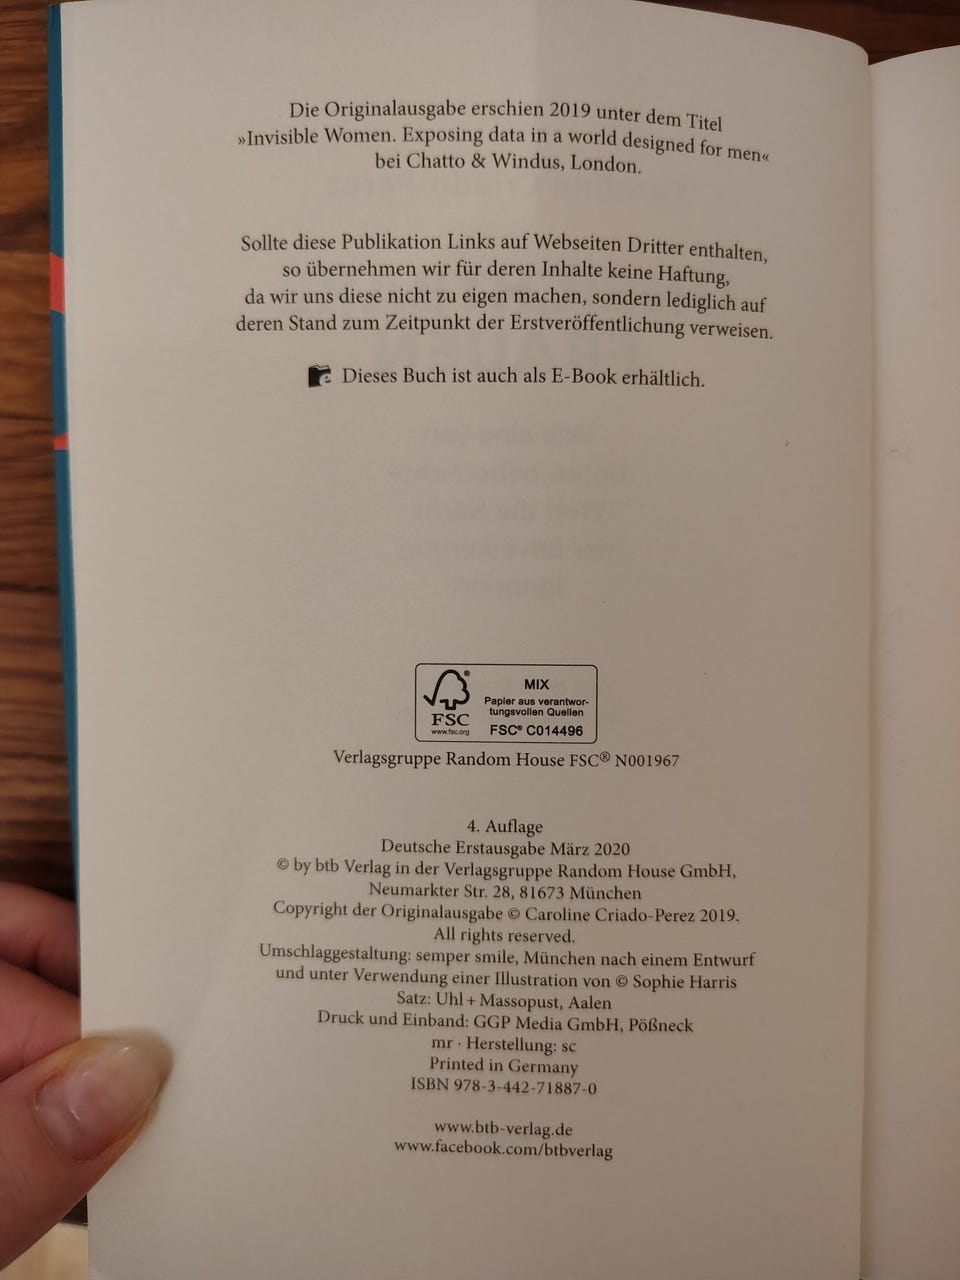 Die Originalausgabe erschien 2019 unter dem Titel
»Invisible Women. Exposing data in a world designed for men«
bei Chatto & Windus, London.
Sollte diese Publikation Links auf Webseiten Dritter enthalten,
so übernehmen wir für deren Inhalte keine Haftung,
da wir uns diese nicht zu eigen machen, sondern lediglich auf
deren Stand zum Zeitpunkt der Erstveröffentlichung verweisen.
Dieses Buch ist auch als E-Book erhältlich.
FSC®
www.fsc.org
MIX
Papier aus verantwor-
tungsvollen Quellen
FSC® C014496
Verlagsgruppe Random House FSC® N001967
4. Auflage
Deutsche Erstausgabe März 2020
© by btb Verlag in der Verlagsgruppe Random House GmbH,
Neumarkter Str. 28, 81673 München
Copyright der Originalausgabe © Caroline Criado-Perez 2019.
All rights reserved.
Umschlaggestaltung: semper smile, München nach einem Entwurf
und unter Verwendung einer Illustration von © Sophie Harris
Satz: Uhl + Massopust, Aalen
Druck und Einband: GGP Media GmbH, Pößneck
mr · Herstellung: sc
Printed in Germany
ISBN 978-3-442-71887-0
www.btb-verlag.de
www.facebook.com/btbverlag